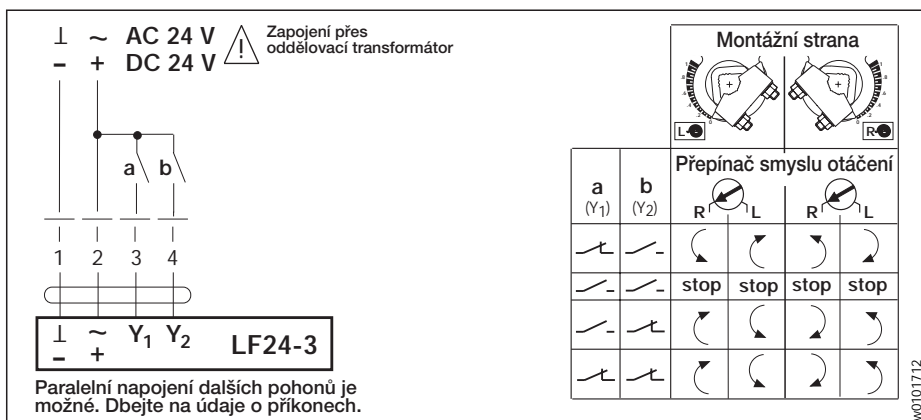 ⊥ ~ AC 24 V
– + DC 24 V
Zapojení přes
oddělovací transformátor
a b
1 2 3 4
⊥ ~ Y1 Y2
– +
LF24-3
Paralelní napojení dalších pohonů je
možné. Dbejte na údaje o příkonech.
Montážní strana
L R
Přepínač smyslu otáčení
a b
(Y1) (Y2)
R L R L
stop stop stop stop
w0101712